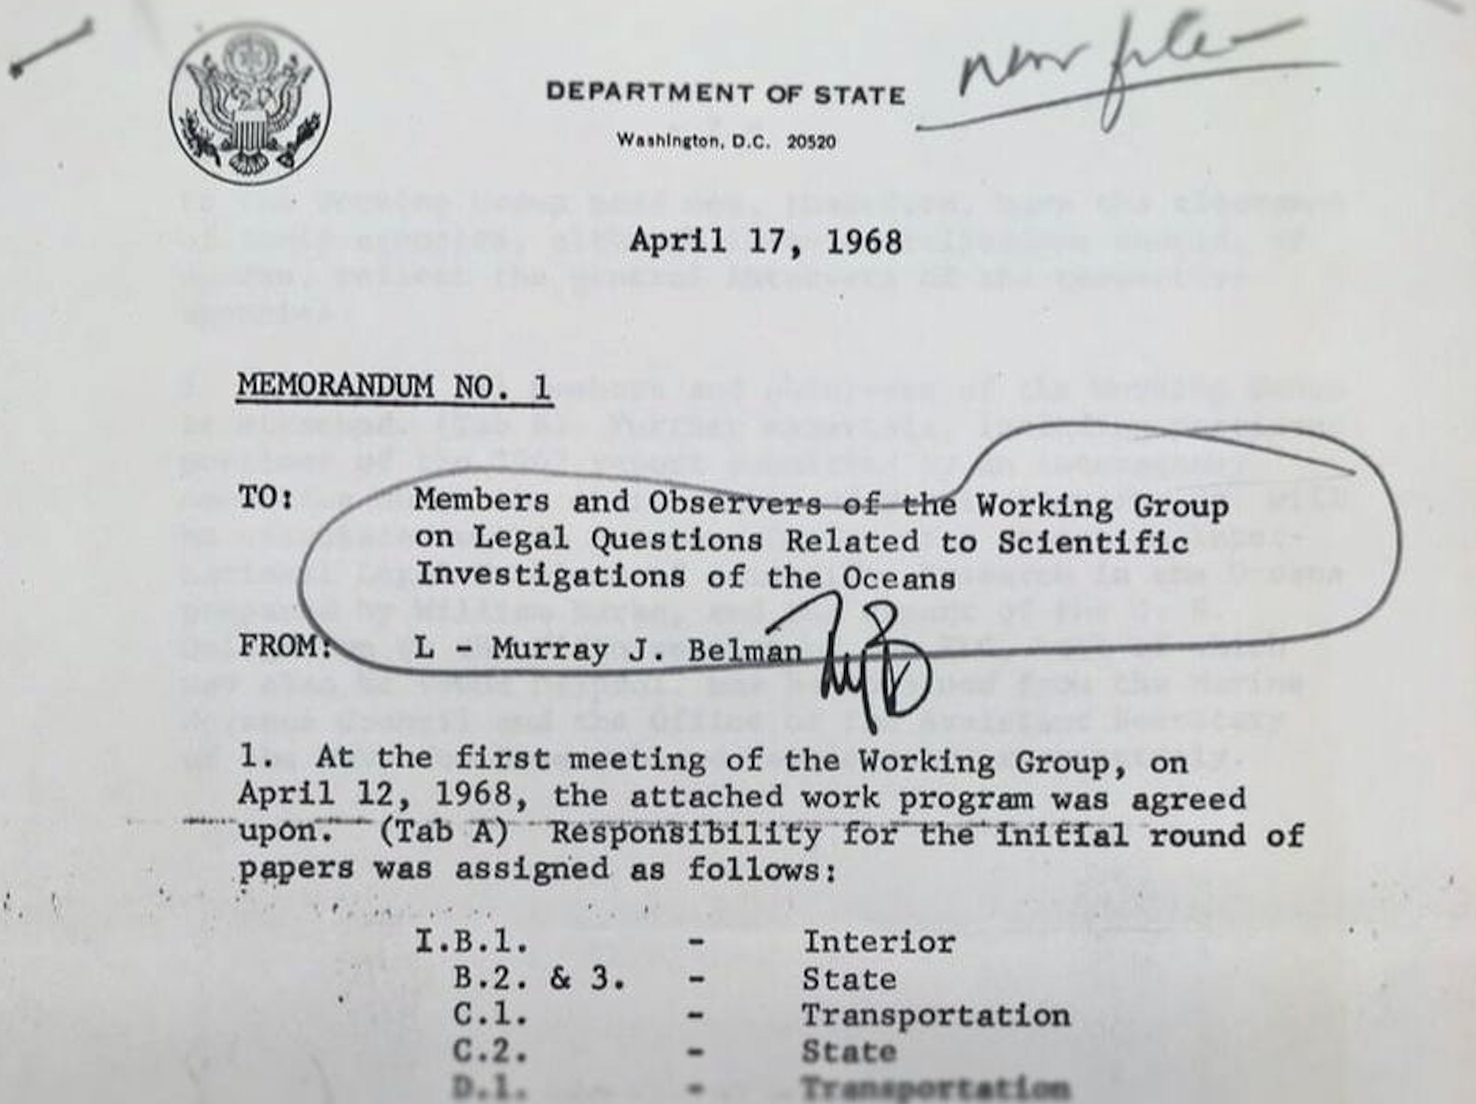 DEPARTMENT OF STATE
Washington, D.C. 20520
new file
April 17, 1968
MEMORANDUM NO. 1
TO: Members and Observers of the Working Group
on Legal Questions Related to Scientific
Investigations of the Oceans
FROM: L - Murray J. Belman
1. At the first meeting of the Working Group, on
April 12, 1968, the attached work program was agreed
upon. (Tab A) Responsibility for the initial round of
papers was assigned as follows:
I.B.1. - Interior
B.2. & 3. - State
C.1. - Transportation
C.2. - State
D.1. - Transportation